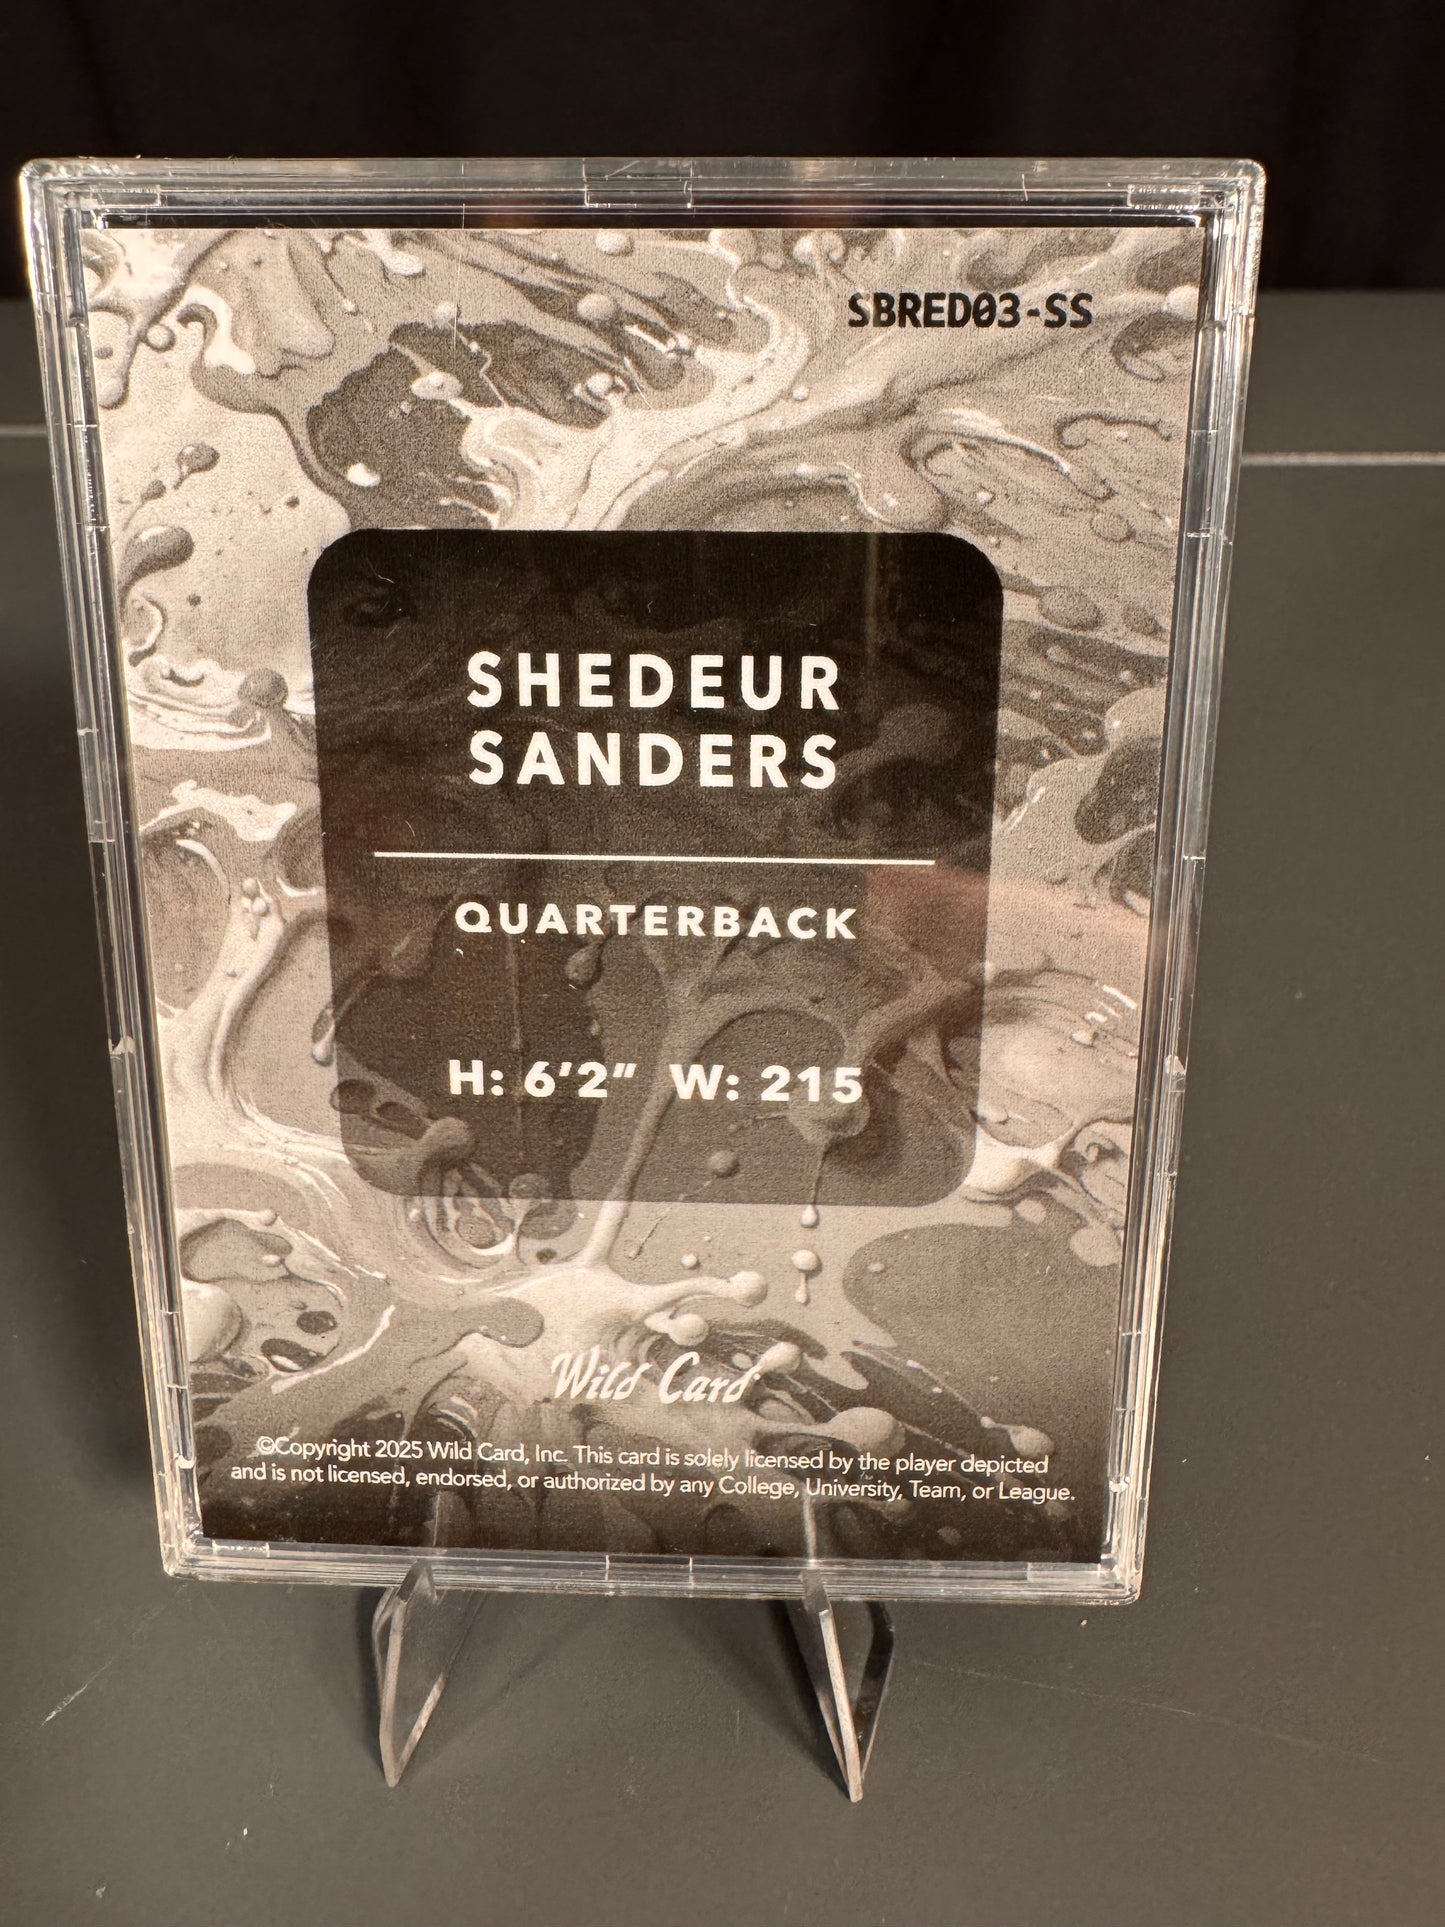 SBRED03-SS
SHEDEUR
SANDERS
QUARTERBACK
H: 6'2" W: 215
Wild Card
©Copyright 2025 Wild Card, Inc. This card is solely licensed by the player depicted
and is not licensed, endorsed, or authorized by any College, University, Team, or League.